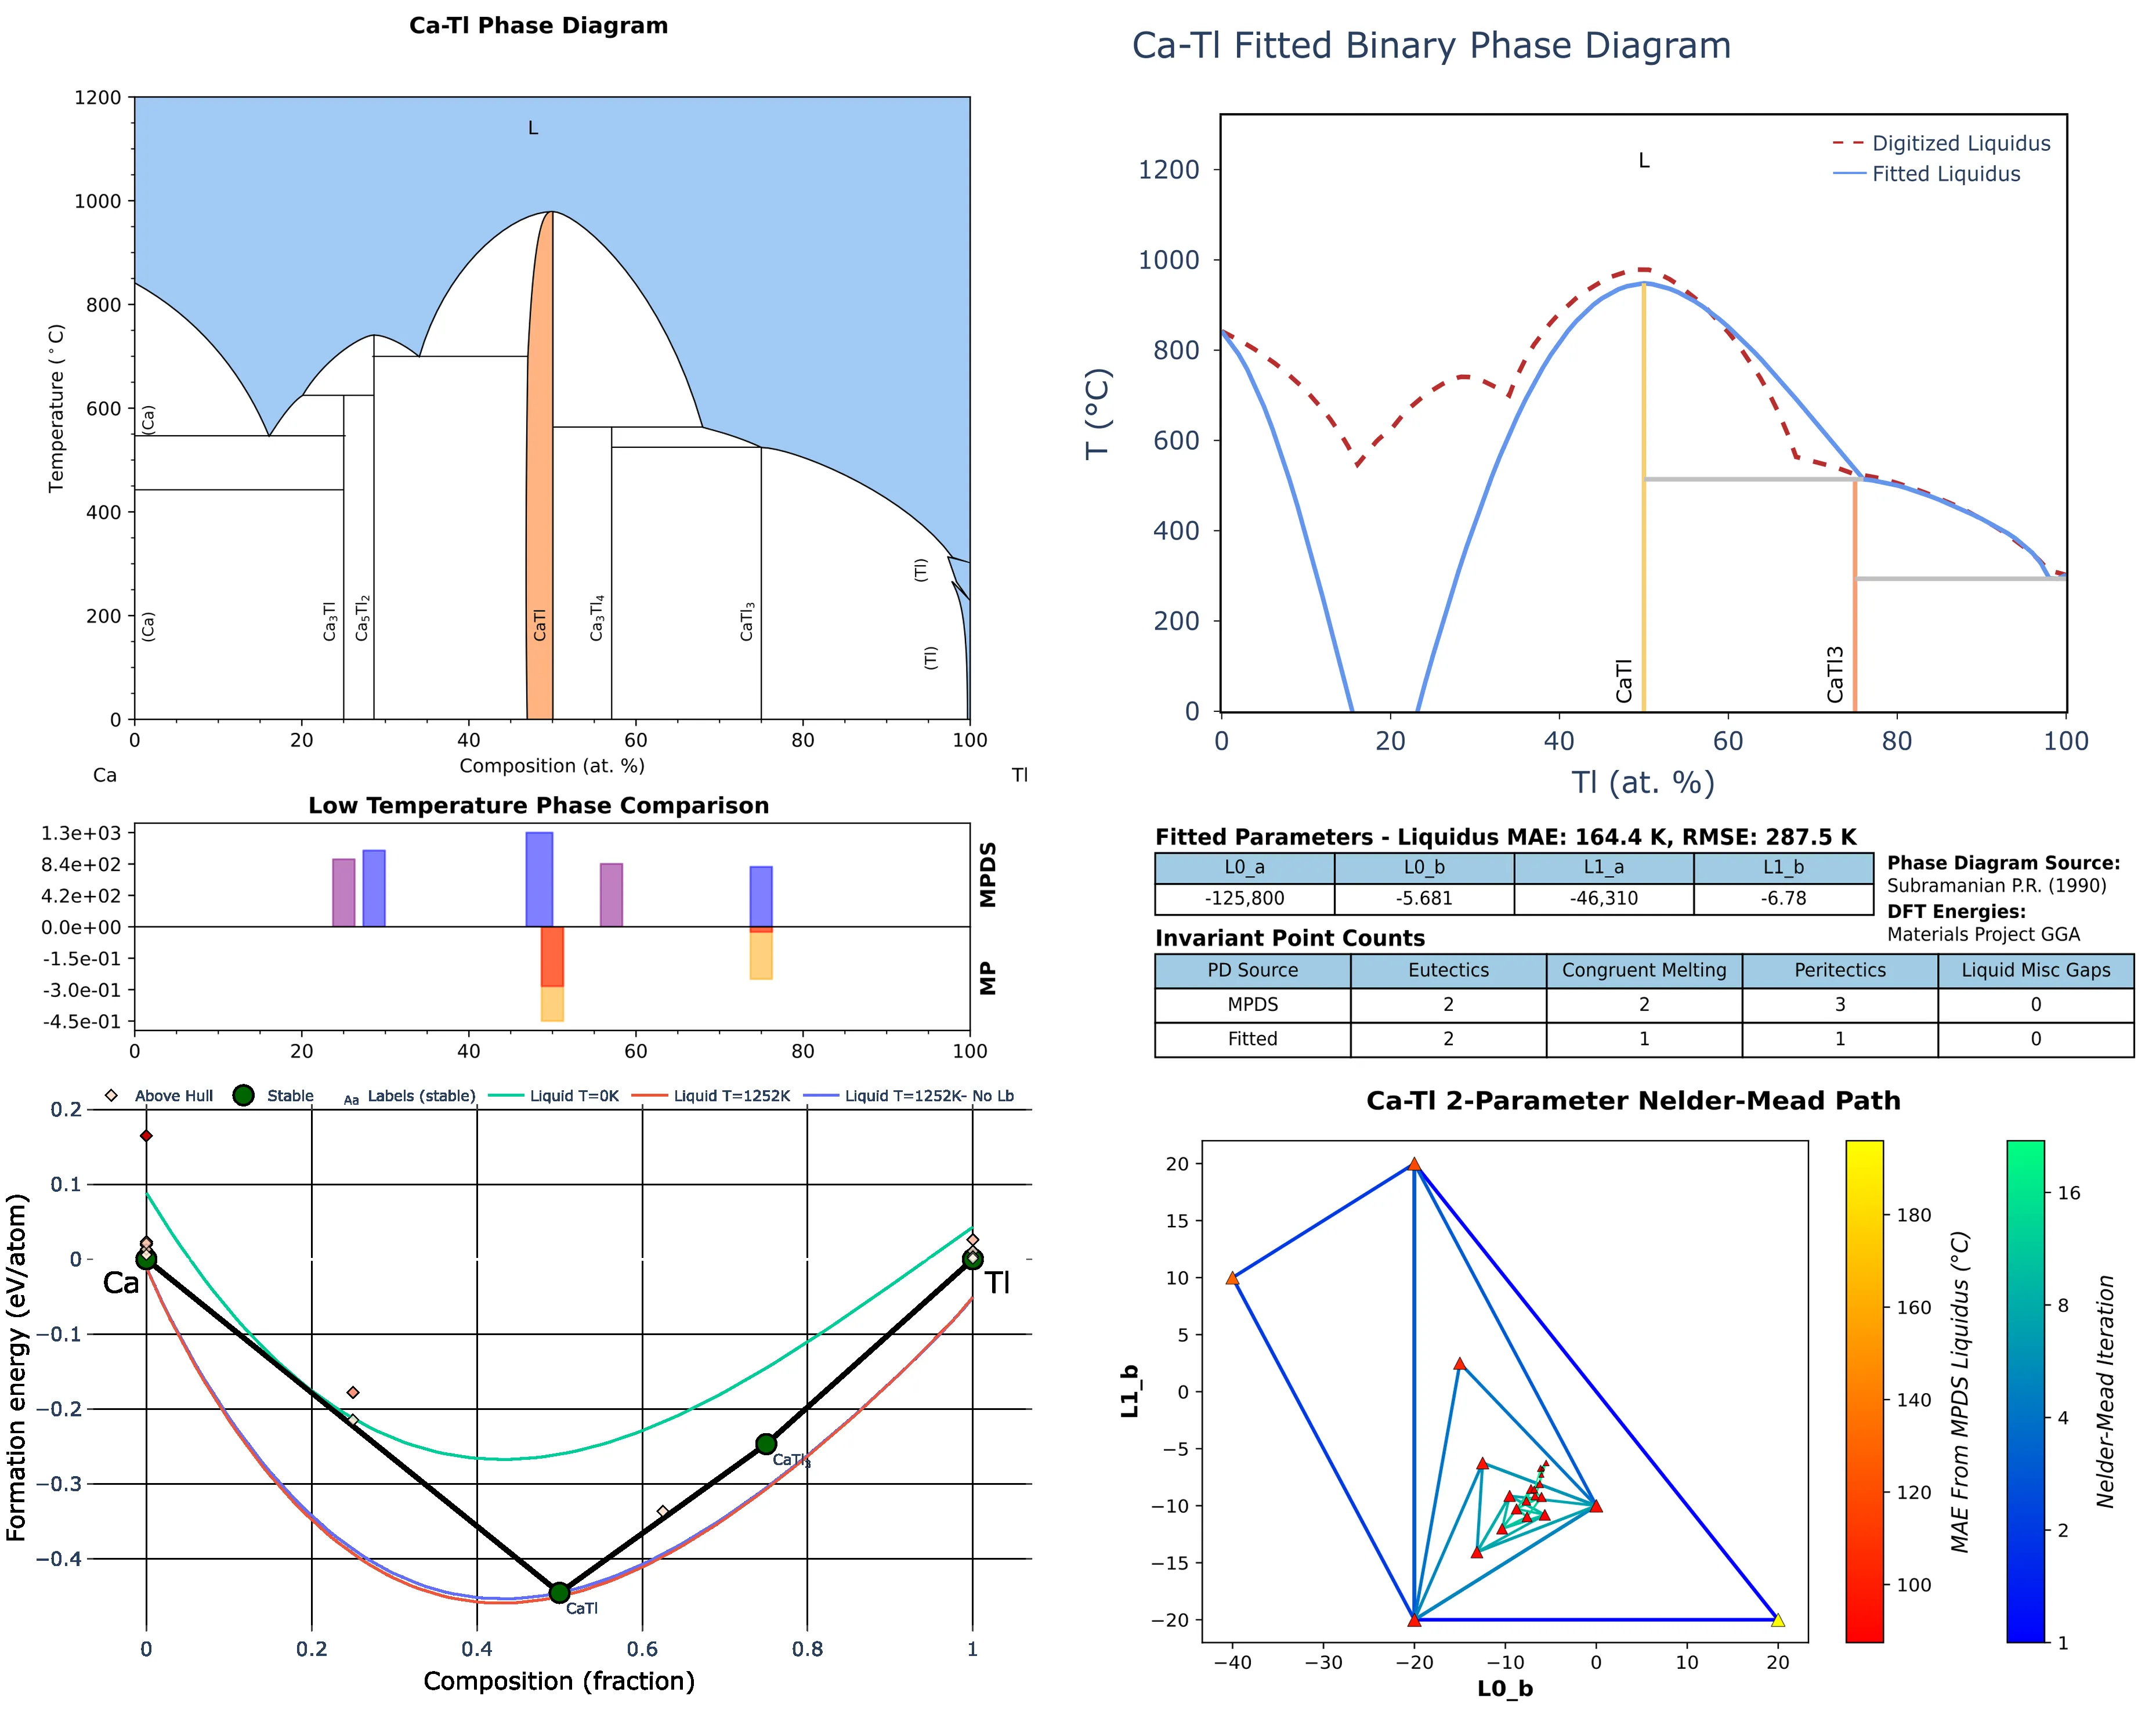 Ca-Tl Phase Diagram
1200
1000
800
600
400
200
0
Temperature (°C)
L
(Ca)
(Ca)
Ca3Tl
Ca5Tl2
CaTl
Ca3Tl4
CaTl3
(Tl)
(Tl)
0 20 40 60 80 100
Composition (at. %)
Ca Tl
Ca-Tl Fitted Binary Phase Diagram
Digitized Liquidus
Fitted Liquidus
L
1200
1000
800
600
400
200
0
T (°C)
CaTl
CaTl3
0 20 40 60 80 100
Tl (at. %)
Low Temperature Phase Comparison
1.3e+03
8.4e+02
4.2e+02
0.0e+00
-1.5e-01
-3.0e-01
-4.5e-01
MPDS
MP
0 20 40 60 80 100
Fitted Parameters - Liquidus MAE: 164.4 K, RMSE: 287.5 K
L0_a L0_b L1_a L1_b
-125,800 -5.681 -46,310 -6.78
Phase Diagram Source:
Subramanian P.R. (1990)
DFT Energies:
Materials Project GGA
Invariant Point Counts
PD Source Eutectics Congruent Melting Peritectics Liquid Misc Gaps
MPDS 2 2 3 0
Fitted 2 1 1 0
Above Hull Stable Aa Labels (stable) Liquid T=0K Liquid T=1252K Liquid T=1252K- No Lb
0.2
0.1
0
−0.1
−0.2
−0.3
−0.4
Formation energy (eV/atom)
Ca
Tl
CaTl3
CaTl
0 0.2 0.4 0.6 0.8 1
Composition (fraction)
Ca-Tl 2-Parameter Nelder-Mead Path
20
15
10
5
0
−5
−10
−15
−20
L1_b
−40 −30 −20 −10 0 10 20
L0_b
180
160
140
120
100
MAE From MPDS Liquidus (°C)
16
8
4
2
1
Nelder-Mead Iteration